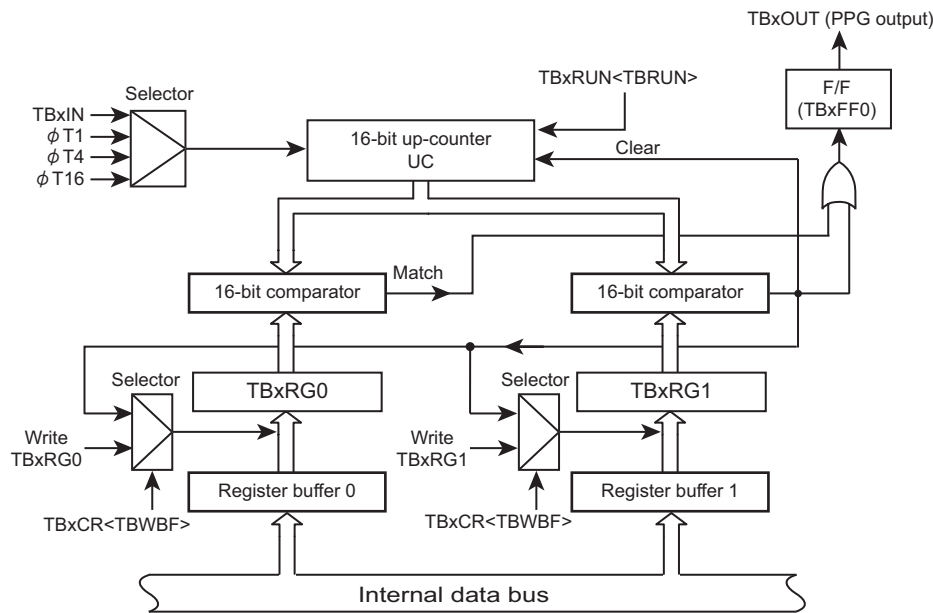 TBxOUT (PPG output)
F/F
(TBxFF0)
TBxRUN<TBRUN>
Selector
TBxIN
ϕT1
ϕT4
ϕT16
16-bit up-counter
UC
Clear
Match
16-bit comparator
16-bit comparator
Selector
TBxRG0
Selector
TBxRG1
Write
TBxRG0
Write
TBxRG1
Register buffer 0
Register buffer 1
TBxCR<TBWBF>
TBxCR<TBWBF>
Internal data bus